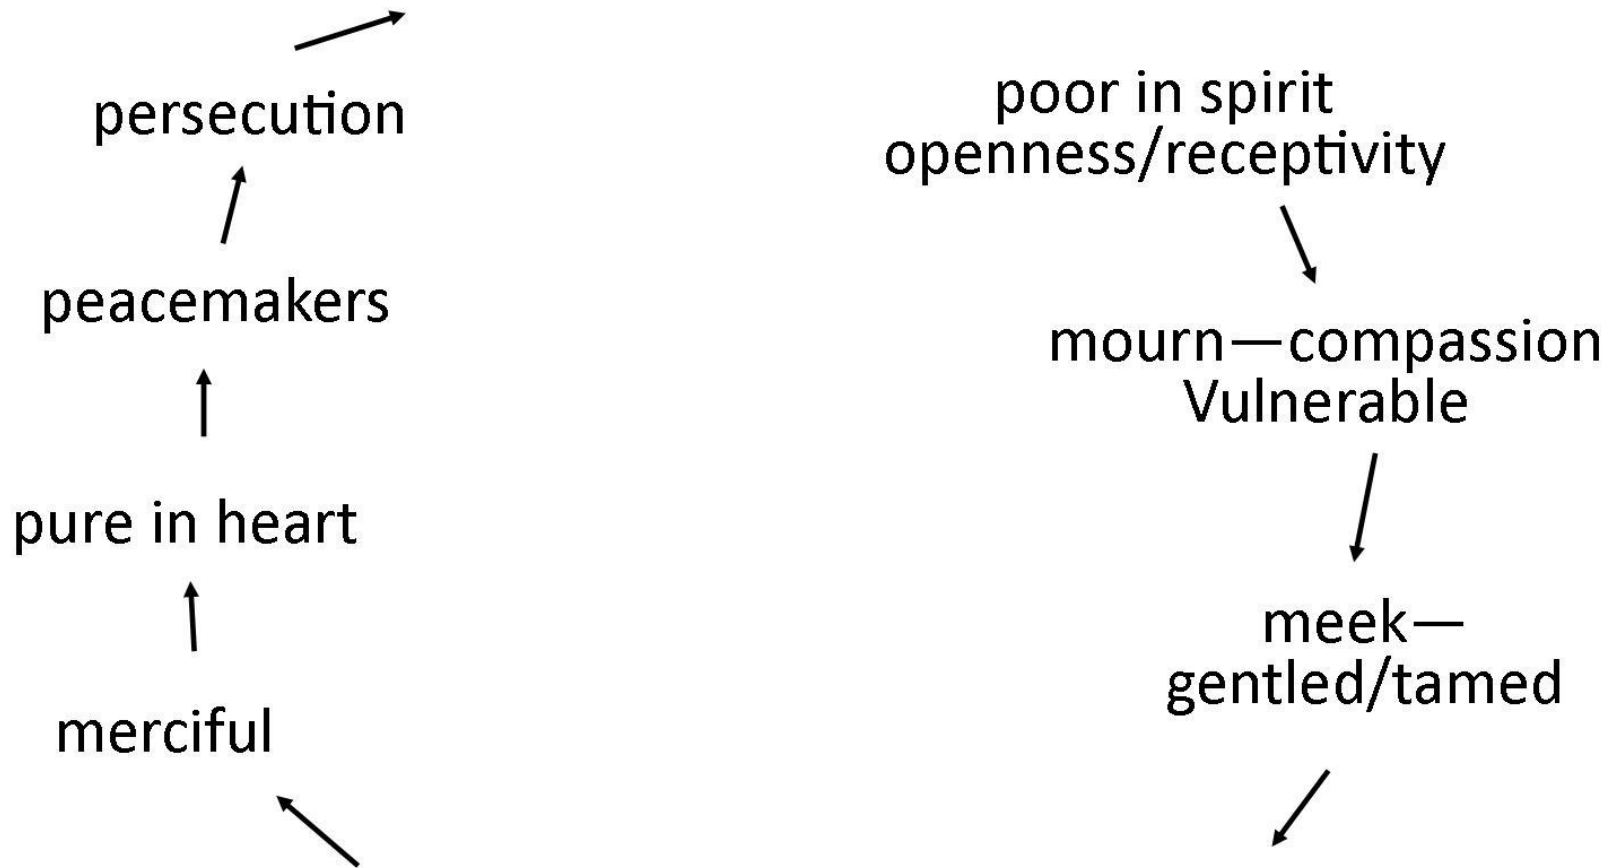 persecution
peacemakers
pure in heart
merciful
poor in spirit
openness/receptivity
mourn—compassion
Vulnerable
meek—
gentled/tamed